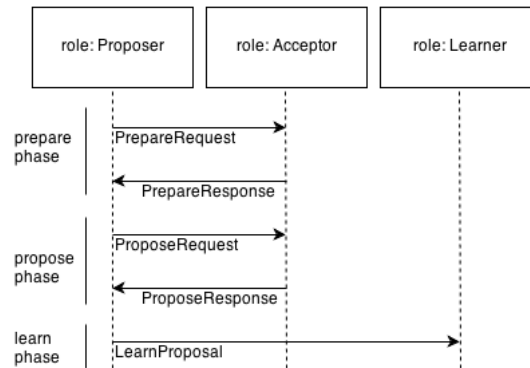 role: Proposer
role: Acceptor
role: Learner
prepare
phase
PrepareRequest
PrepareResponse
propose
phase
ProposeRequest
ProposeResponse
learn
phase
LearnProposal